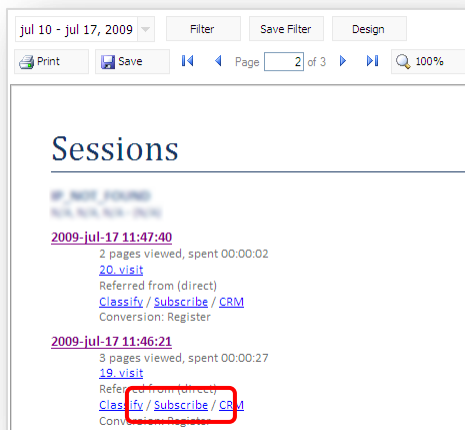 jul 10 - jul 17, 2009 Filter Save Filter Design
Print Save Page 2 of 3 100%
Sessions
IP_NOT_FOUND
N/A, N/A, N/A - (N/A)
2009-jul-17 11:47:40
2 pages viewed, spent 00:00:02
20. visit
Referred from (direct)
Classify / Subscribe / CRM
Conversion: Register
2009-jul-17 11:46:21
3 pages viewed, spent 00:00:27
19. visit
Referred from (direct)
Classify / Subscribe / CRM
Conversion: Register